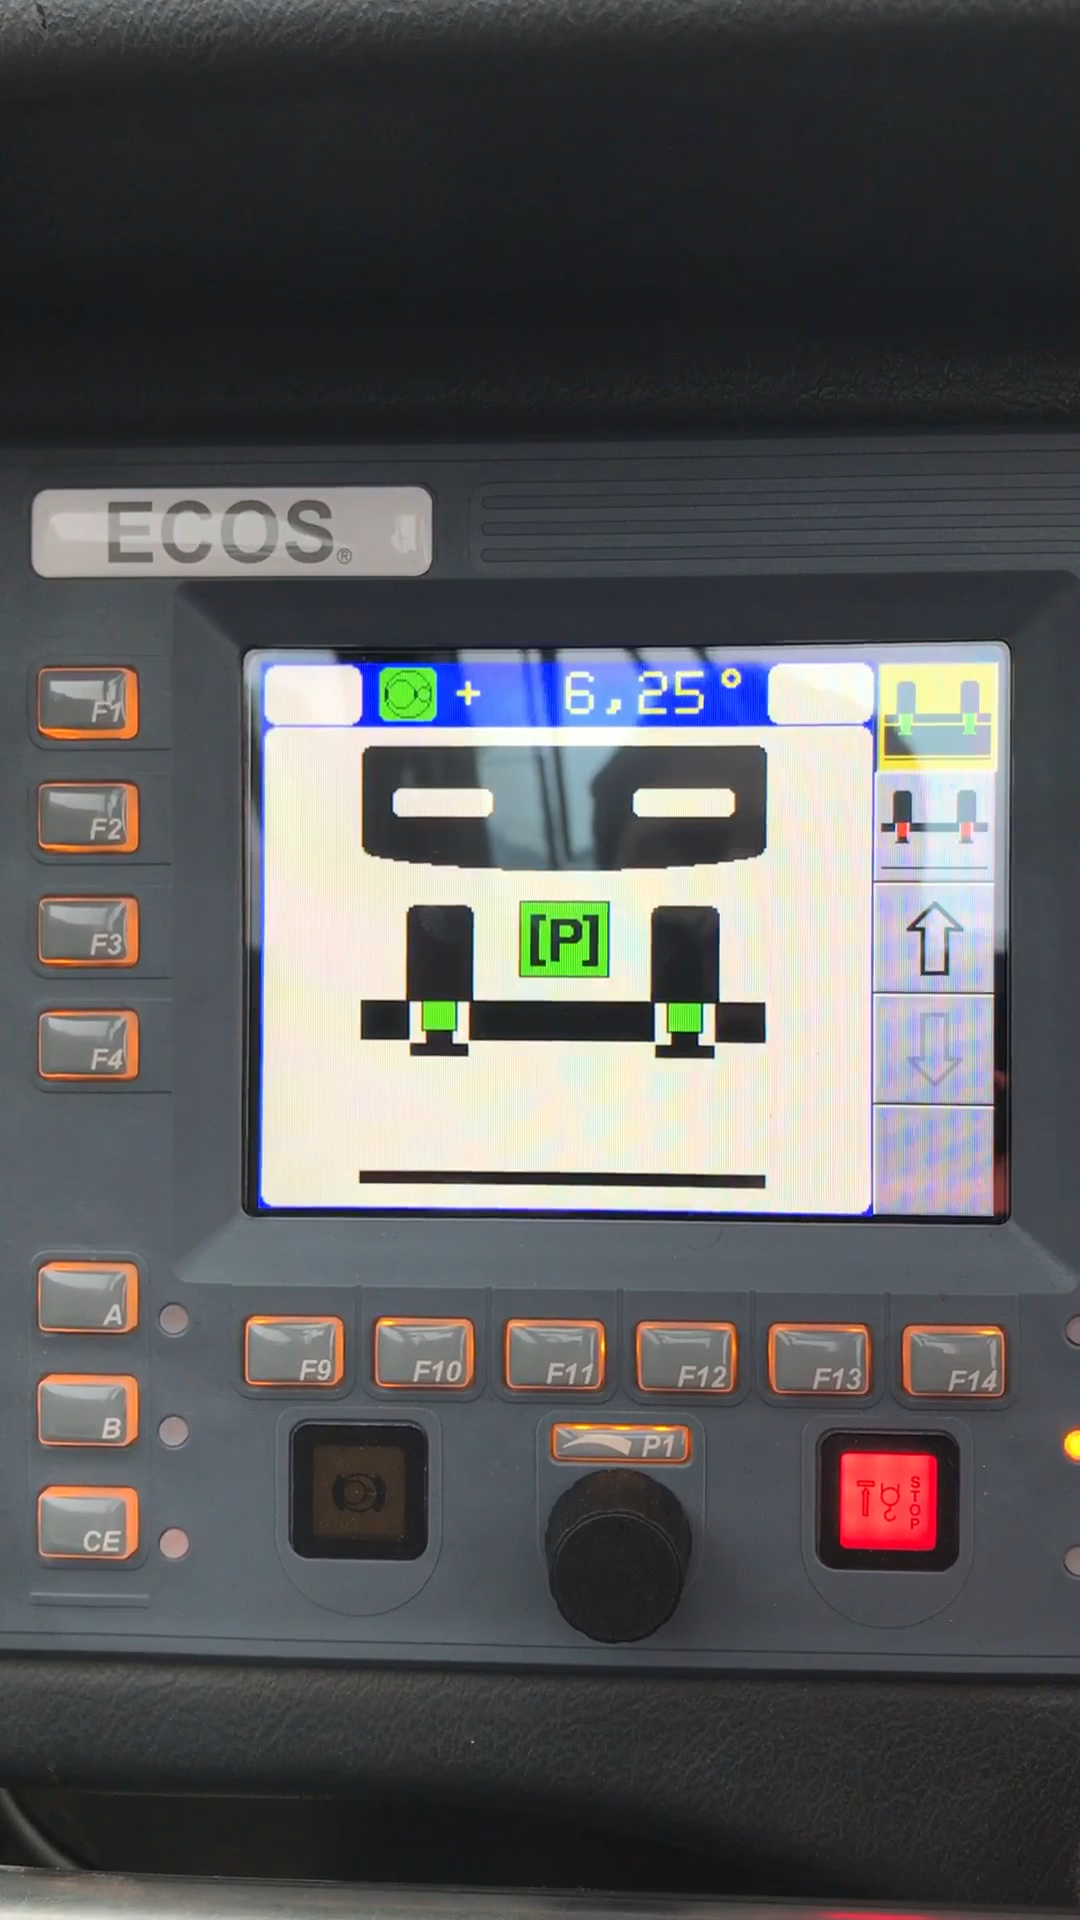 ECOS®
F1
+ 6,25°
F2
[P]
F3
F4
A
F9 F10 F11 F12 F13 F14
B
P1
STOP
CE